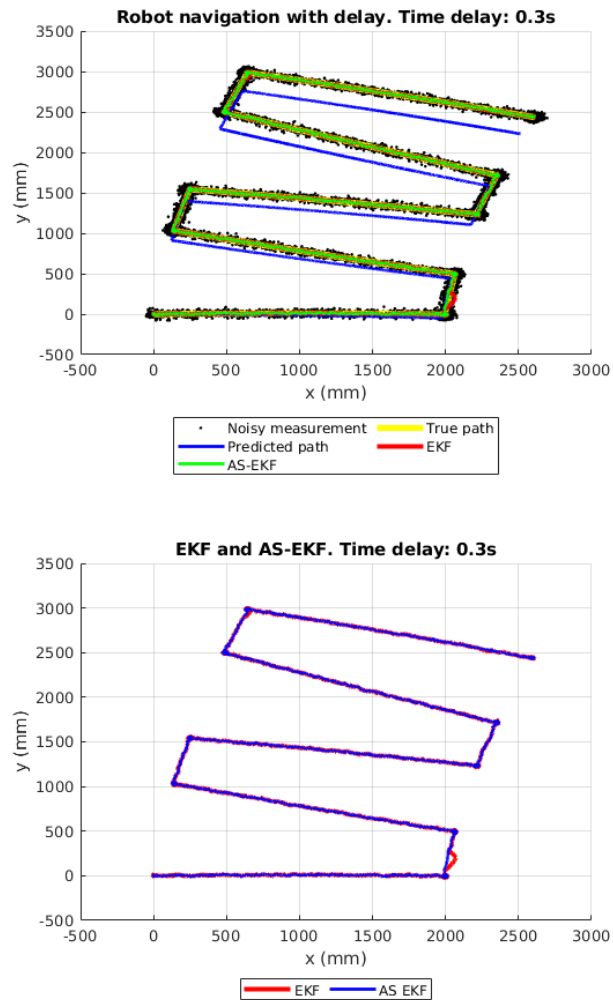 Robot navigation with delay. Time delay: 0.3s
3500
3000
2500
2000
1500
1000
500
0
-500
y (mm)
-500 0 500 1000 1500 2000 2500 3000
x (mm)
Noisy measurement True path
Predicted path EKF
AS-EKF
EKF and AS-EKF. Time delay: 0.3s
3500
3000
2500
2000
1500
1000
500
0
-500
y (mm)
-500 0 500 1000 1500 2000 2500 3000
x (mm)
EKF AS EKF